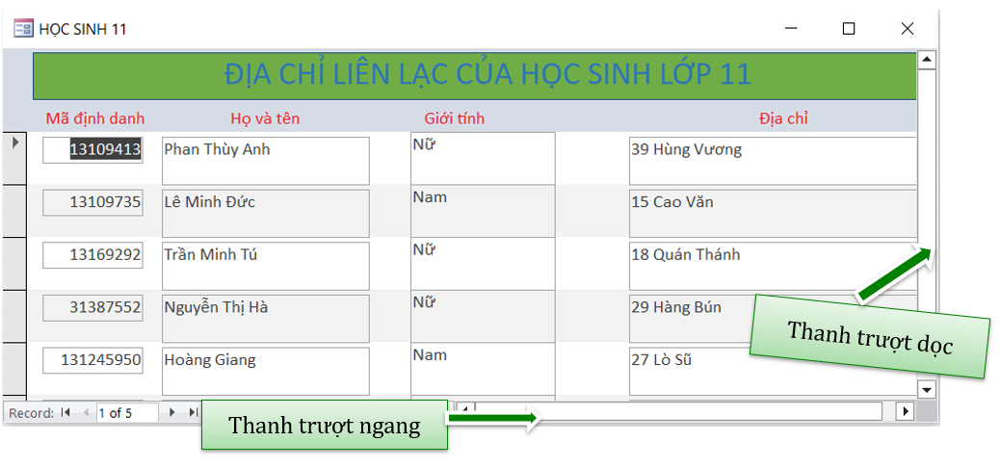 HỌC SINH 11
ĐỊA CHỈ LIÊN LẠC CỦA HỌC SINH LỚP 11
Mã định danh Họ và tên Giới tính Địa chỉ
13109413 Phan Thùy Anh Nữ 39 Hùng Vương
13109735 Lê Minh Đức Nam 15 Cao Văn
13169292 Trần Minh Tú Nữ 18 Quán Thánh
31387552 Nguyễn Thị Hà Nữ 29 Hàng Bún
Thanh trượt dọc
131245950 Hoàng Giang Nam 27 Lò Sũ
Record: 1 of 5
Thanh trượt ngang